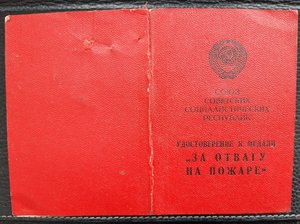 СОЮЗ
СОВЕТСКИХ
СОЦИАЛИСТИЧЕСКИХ
РЕСПУБЛИК
УДОСТОВЕРЕНИЕ К МЕДАЛИ
„ЗА ОТВАГУ
НА ПОЖАРЕ“